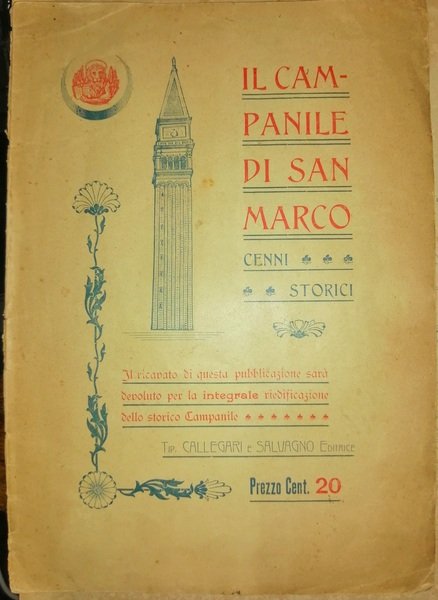 IL CAM-
PANILE
DI SAN
MARCO
CENNI
STORICI
Il ricavato di questa pubblicazione sarà
devoluto per la integrale riedificazione
dello storico Campanile
Tip. CALLEGARI e SALVAGNO Editrice
Prezzo Cent. 20